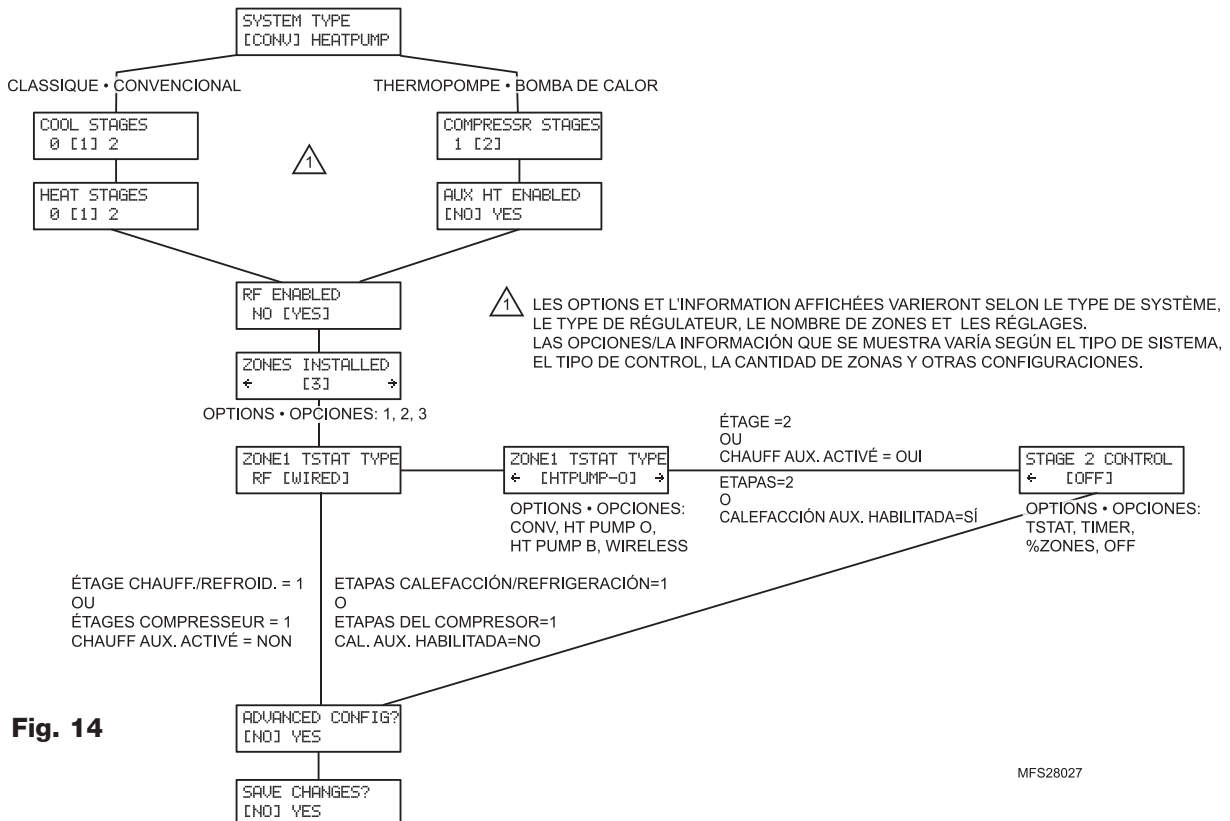 SYSTEM TYPE
[CONV] HEATPUMP
CLASSIQUE • CONVENCIONAL
THERMOPOMPE • BOMBA DE CALOR
COOL STAGES
0 [1] 2
COMPRESSR STAGES
1 [2]
1
HEAT STAGES
0 [1] 2
AUX HT ENABLED
[NO] YES
RF ENABLED
NO [YES]
1
LES OPTIONS ET L'INFORMATION AFFICHÉES VARIERONT SELON LE TYPE DE SYSTÈME,
LE TYPE DE RÉGULATEUR, LE NOMBRE DE ZONES ET LES RÉGLAGES.
LAS OPCIONES/LA INFORMACIÓN QUE SE MUESTRA VARÍA SEGÚN EL TIPO DE SISTEMA,
EL TIPO DE CONTROL, LA CANTIDAD DE ZONAS Y OTRAS CONFIGURACIONES.
ZONES INSTALLED
← [3] →
OPTIONS • OPCIONES: 1, 2, 3
ZONE1 TSTAT TYPE
RF [WIRED]
ZONE1 TSTAT TYPE
← [HTPUMP-O] →
OPTIONS • OPCIONES:
CONV, HT PUMP O,
HT PUMP B, WIRELESS
ÉTAGE =2
OU
CHAUFF AUX. ACTIVÉ = OUI
ETAPAS=2
O
CALEFACCIÓN AUX. HABILITADA=SÍ
STAGE 2 CONTROL
← [OFF]
OPTIONS • OPCIONES:
TSTAT, TIMER,
%ZONES, OFF
ÉTAGE CHAUFF./REFROID. = 1
OU
ÉTAGES COMPRESSEUR = 1
CHAUFF AUX. ACTIVÉ = NON
ETAPAS CALEFACCIÓN/REFRIGERACIÓN=1
O
ETAPAS DEL COMPRESOR=1
CAL. AUX. HABILITADA=NO
Fig. 14
ADVANCED CONFIG?
[NO] YES
SAVE CHANGES?
[NO] YES
MFS28027